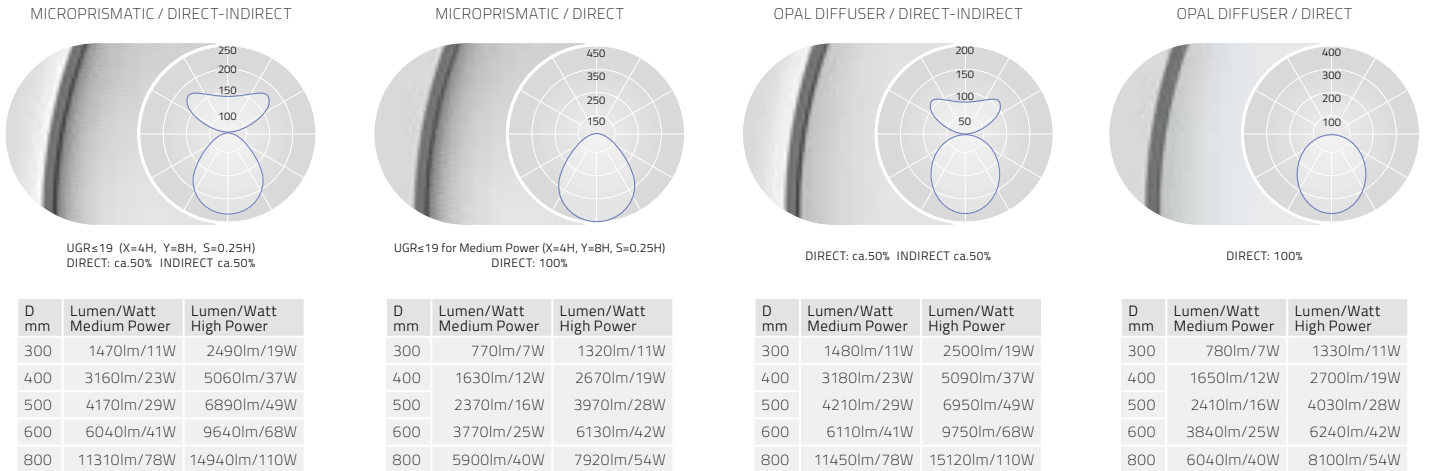 MICROPRISMATIC / DIRECT-INDIRECT
250
200
150
100
UGR≤19 (X=4H, Y=8H, S=0.25H)
DIRECT: ca.50% INDIRECT ca.50%
D mm Lumen/Watt Medium Power Lumen/Watt High Power
300 1470lm/11W 2490lm/19W
400 3160lm/23W 5060lm/37W
500 4170lm/29W 6890lm/49W
600 6040lm/41W 9640lm/68W
800 11310lm/78W 14940lm/110W
MICROPRISMATIC / DIRECT
450
350
250
150
UGR≤19 for Medium Power (X=4H, Y=8H, S=0.25H)
DIRECT: 100%
D mm Lumen/Watt Medium Power Lumen/Watt High Power
300 770lm/7W 1320lm/11W
400 1630lm/12W 2670lm/19W
500 2370lm/16W 3970lm/28W
600 3770lm/25W 6130lm/42W
800 5900lm/40W 7920lm/54W
OPAL DIFFUSER / DIRECT-INDIRECT
200
150
100
50
DIRECT: ca.50% INDIRECT ca.50%
D mm Lumen/Watt Medium Power Lumen/Watt High Power
300 1480lm/11W 2500lm/19W
400 3180lm/23W 5090lm/37W
500 4210lm/29W 6950lm/49W
600 6110lm/41W 9750lm/68W
800 11450lm/78W 15120lm/110W
OPAL DIFFUSER / DIRECT
400
300
200
100
DIRECT: 100%
D mm Lumen/Watt Medium Power Lumen/Watt High Power
300 780lm/7W 1330lm/11W
400 1650lm/12W 2700lm/19W
500 2410lm/16W 4030lm/28W
600 3840lm/25W 6240lm/42W
800 6040lm/40W 8100lm/54W